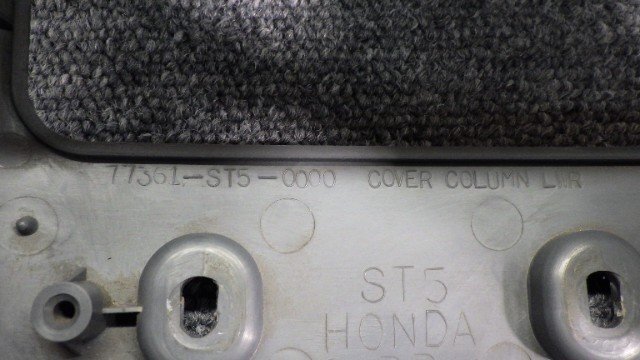 77361-ST5-0000 COVER COLUMN LWR
ST5
HONDA